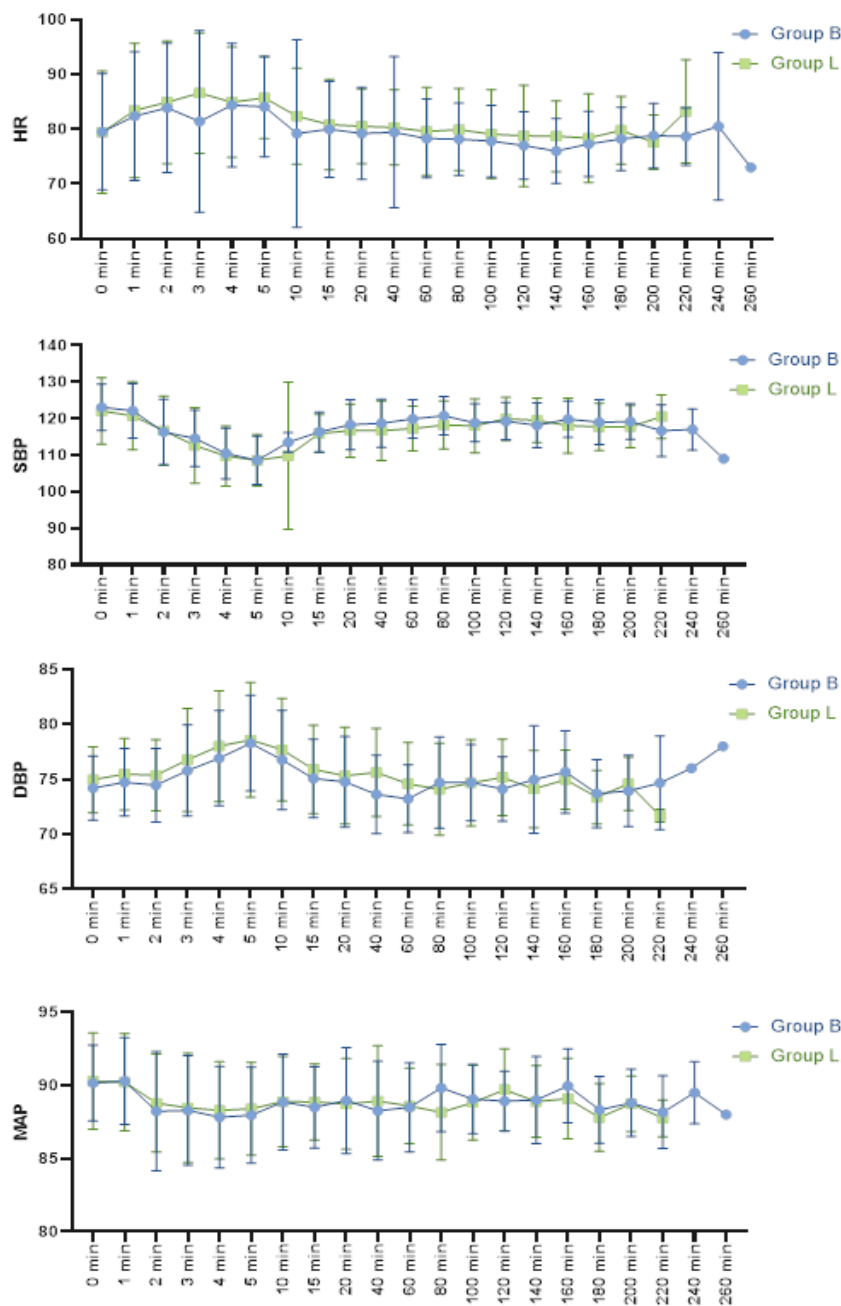 HR
100
90
80
70
60
Group B
Group L
0 min
1 min
2 min
3 min
4 min
5 min
10 min
15 min
20 min
40 min
60 min
80 min
100 min
120 min
140 min
160 min
180 min
200 min
220 min
240 min
260 min
SBP
140
130
120
110
100
90
80
Group B
Group L
0 min
1 min
2 min
3 min
4 min
5 min
10 min
15 min
20 min
40 min
60 min
80 min
100 min
120 min
140 min
160 min
180 min
200 min
220 min
240 min
260 min
DBP
85
80
75
70
65
Group B
Group L
0 min
1 min
2 min
3 min
4 min
5 min
10 min
15 min
20 min
40 min
60 min
80 min
100 min
120 min
140 min
160 min
180 min
200 min
220 min
240 min
260 min
MAP
95
90
85
80
Group B
Group L
0 min
1 min
2 min
3 min
4 min
5 min
10 min
15 min
20 min
40 min
60 min
80 min
100 min
120 min
140 min
160 min
180 min
200 min
220 min
240 min
260 min